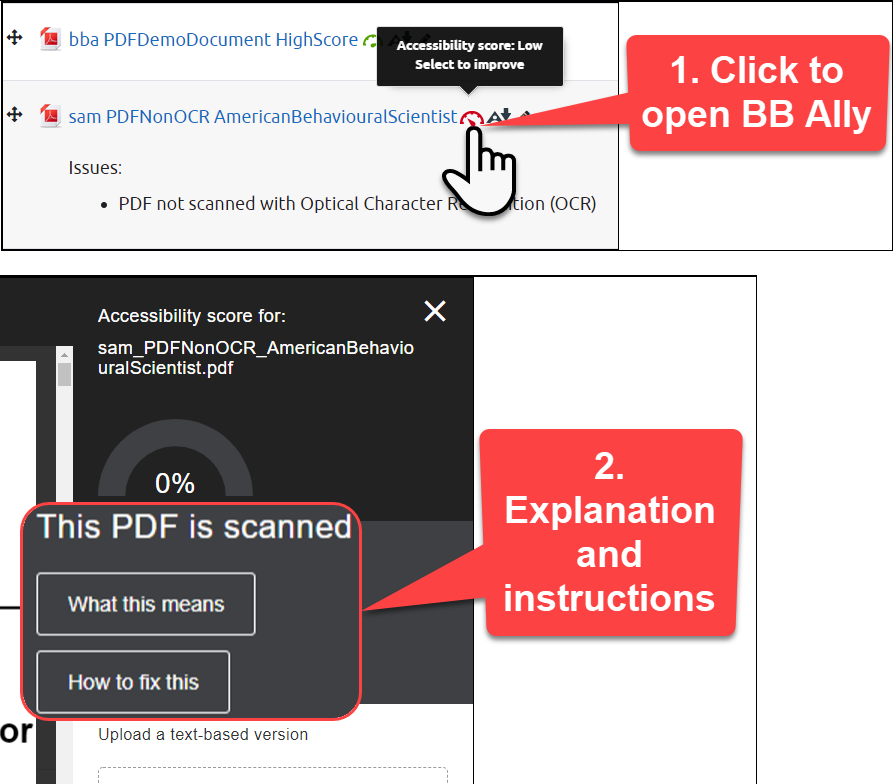 bba PDFDemoDocument HighScore
Accessibility score: Low
Select to improve
sam PDFNonOCR AmericanBehaviouralScientist
1. Click to
open BB Ally
Issues:
• PDF not scanned with Optical Character Re tion (OCR)
Accessibility score for:
sam_PDFNonOCR_AmericanBehavio
uralScientist.pdf
0%
This PDF is scanned
What this means
How to fix this
2.
Explanation
and
instructions
or
Upload a text-based version